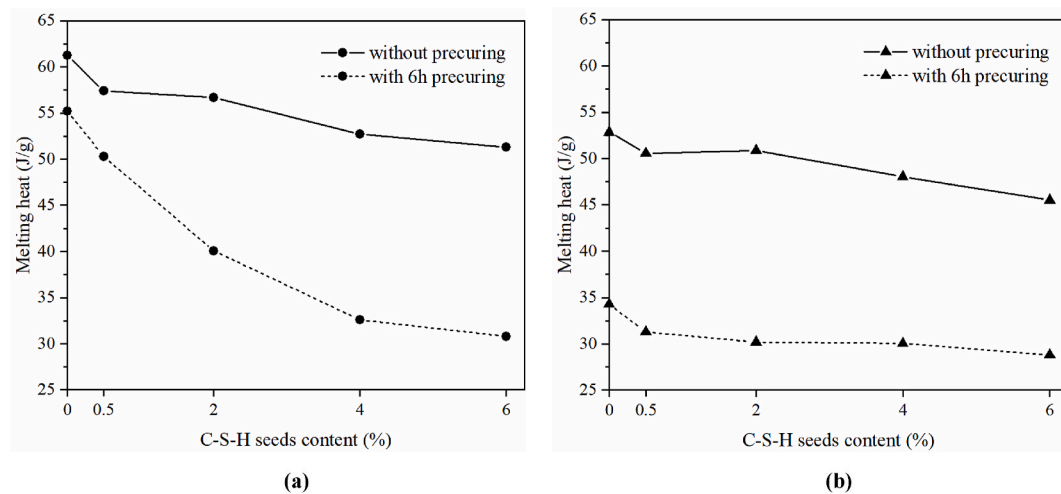 65
60
55
50
45
40
35
30
25
Melting heat (J/g)
without precuring
with 6h precuring
0
0.5
2
4
6
C-S-H seeds content (%)
(a)
65
60
55
50
45
40
35
30
25
Melting heat (J/g)
without precuring
with 6h precuring
0
0.5
2
4
6
C-S-H seeds content (%)
(b)